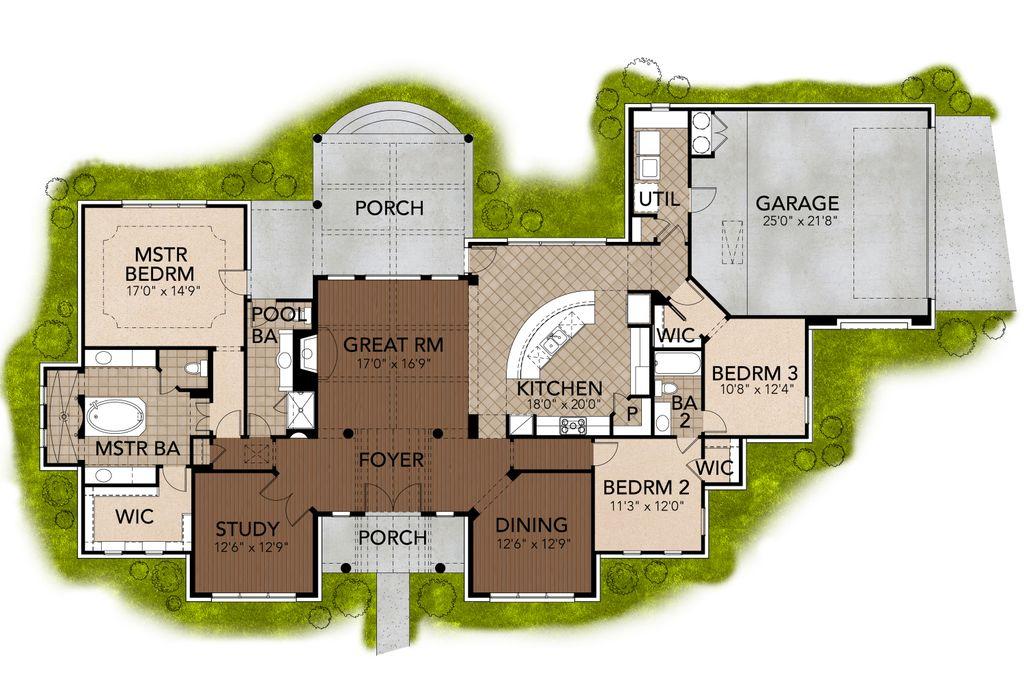 UTIL
GARAGE
25'0" x 21'8"
PORCH
MSTR
BEDRM
17'0" x 14'9"
POOL
BA
GREAT RM
17'0" x 16'9"
WIC
KITCHEN
18'0" x 20'0"
P
BA
2
BEDRM 3
10'8" x 12'4"
MSTR BA
FOYER
WIC
BEDRM 2
11'3" x 12'0"
WIC
STUDY
12'6" x 12'9"
PORCH
DINING
12'6" x 12'9"